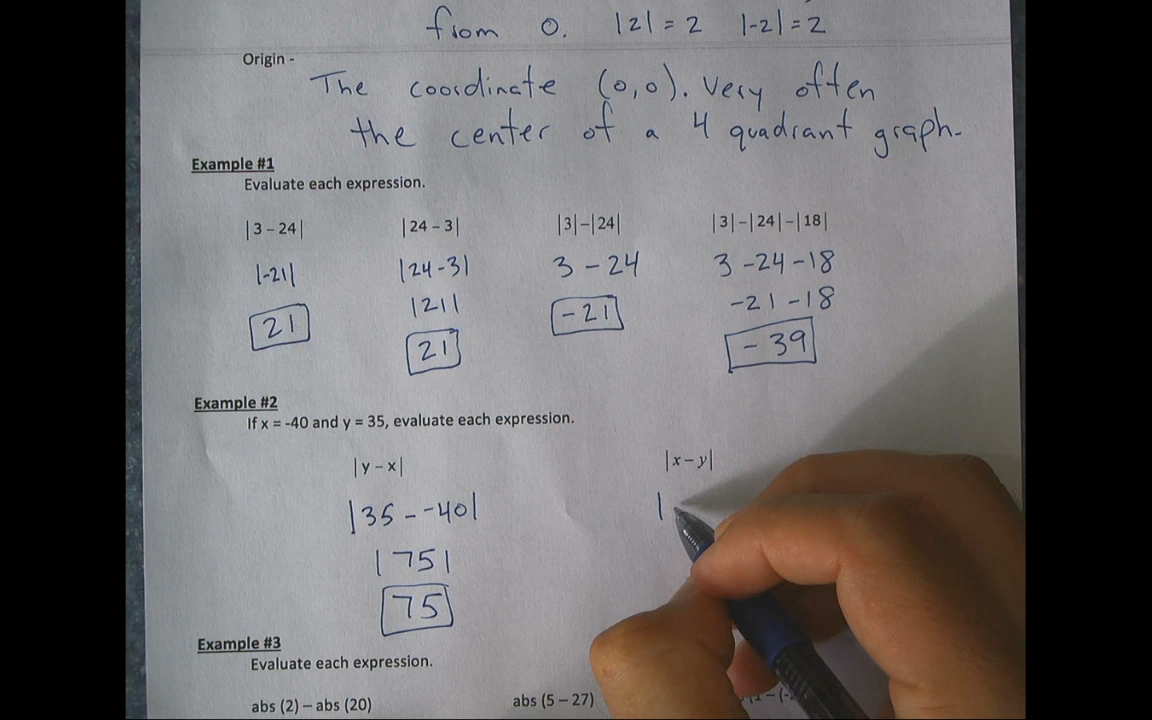 from 0. |2| = 2 |-2| = 2
Origin -
The coordinate (0,0). Very often
the center of a 4 quadrant graph.
Example #1
Evaluate each expression.
|3 – 24| |24 – 3| |3|–|24| |3|–|24|–|18|
|-21| |24-3| 3 - 24 3 -24 -18
21 |21| -21 -21 -18
21 -39
Example #2
If x = -40 and y = 35, evaluate each expression.
|y – x| |x – y|
|35 - -40| |
|75|
75
Example #3
Evaluate each expression.
abs (2) – abs (20) abs (5 – 27)